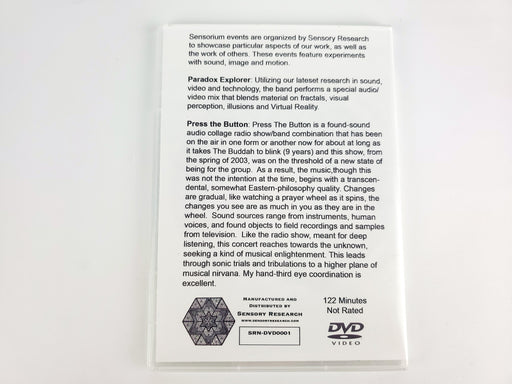 Sensorium events are organized by Sensory Research
to showcase particular aspects of our work, as well as
the work of others. These events feature experiments
with sound, image and motion.
Paradox Explorer: Utilizing our lateset research in sound,
video and technology, the band performs a special audio/
video mix that blends material on fractals, visual
perception, illusions and Virtual Reality.
Press the Button: Press The Button is a found-sound
audio collage radio show/band combination that has been
on the air in one form or another now for about at long as
it takes The Buddah to blink (9 years) and this show, from
the spring of 2003, was on the threshold of a new state of
being for the group. As a result, the music,though this
was not the intention at the time, begins with a transcen-
dental, somewhat Eastern-philosophy quality. Changes
are gradual, like watching a prayer wheel as it spins, the
changes you see are as much in you as they are in the
wheel. Sound sources range from instruments, human
voices, and found objects to field recordings and samples
from television. Like the radio show, meant for deep
listening, this concert reaches towards the unknown,
seeking a kind of musical enlightenment. This leads
through sonic trials and tribulations to a higher plane of
musical nirvana. My hand-third eye coordination is
excellent.
Manufactured and
Distributed by
Sensory Research
www.sensoryresearch.com
SRN-DVD0001
122 Minutes
Not Rated
DVD
VIDEO